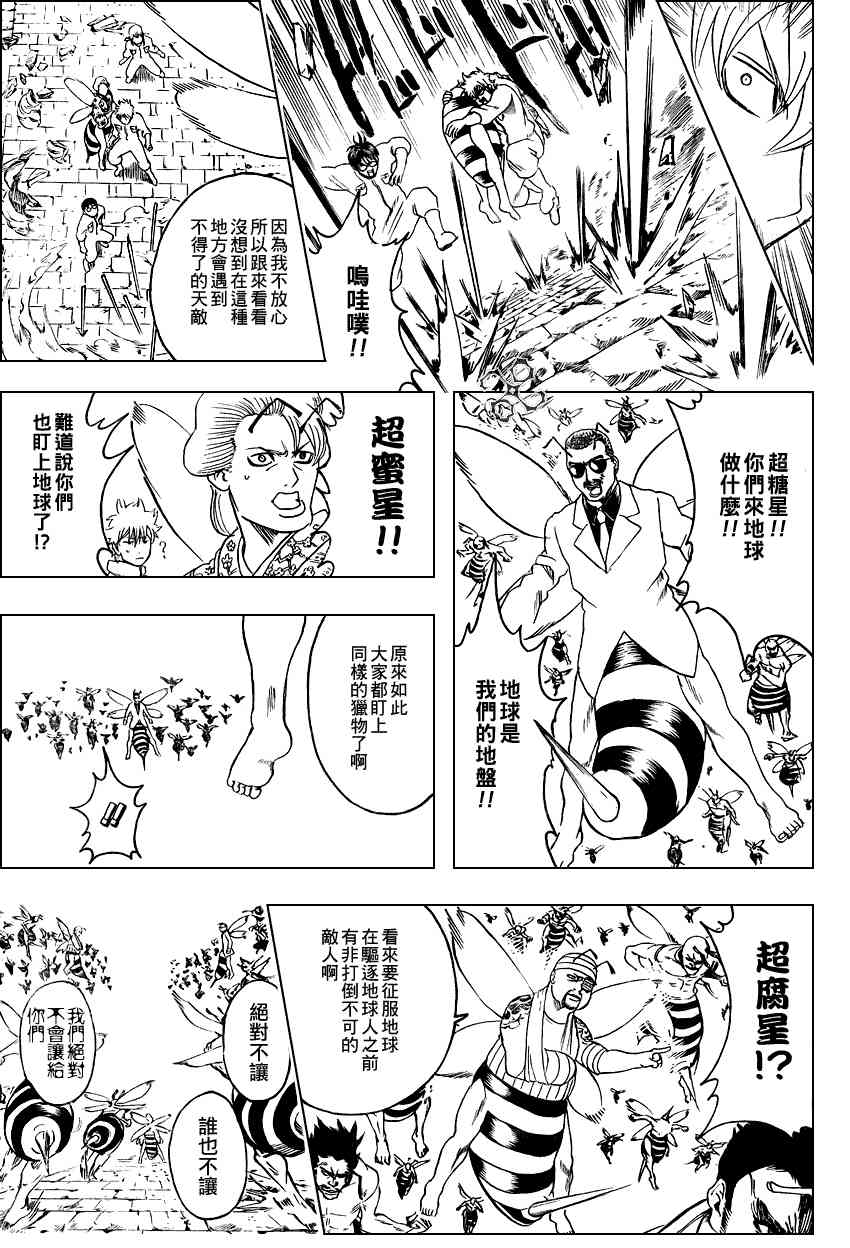 嗚哇噗!!
因為我不放心
所以跟來看看
沒想到在這種
地方會遇到
不得了的天敵
超糖星!!
你們來地球
做什麼!!
地球是
我們的地盤!!
超蜜星!!
難道說你們
也盯上地球了!?
原來如此
大家都盯上
同樣的獵物了啊
!!
超腐星!?
看來要征服地球
在驅逐地球人之前
有非打倒不可的
敵人啊
絕對不讓
誰也不讓
我們絕對
不會讓給
你們